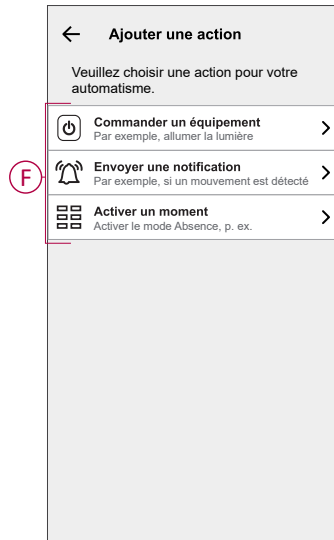 Ajouter une action
Veuillez choisir une action pour votre
automatisme.
Commander un équipement
Par exemple, allumer la lumière
F
Envoyer une notification
Par exemple, si un mouvement est détecté
Activer un moment
Activer le mode Absence, p. ex.